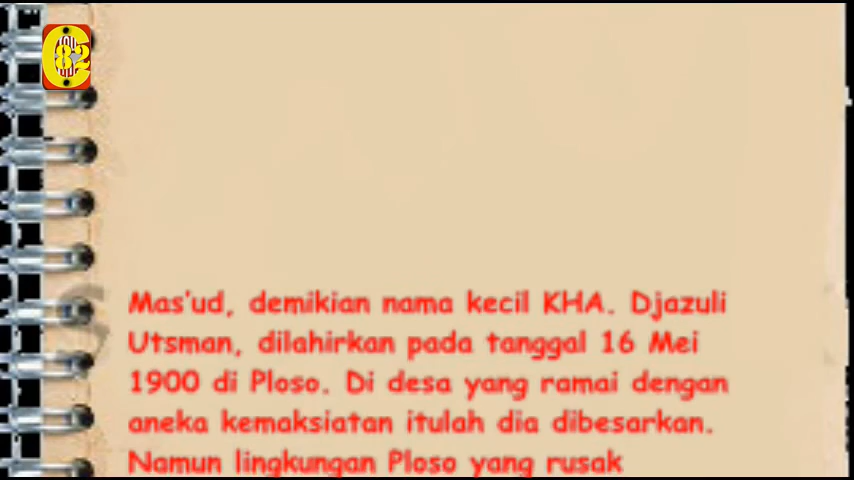 Mas'ud, demikian nama kecil KHA. Djazuli
Utsman, dilahirkan pada tanggal 16 Mei
1900 di Ploso. Di desa yang ramai dengan
aneka kemaksiatan itulah dia dibesarkan.
Namun lingkungan Ploso yang rusak